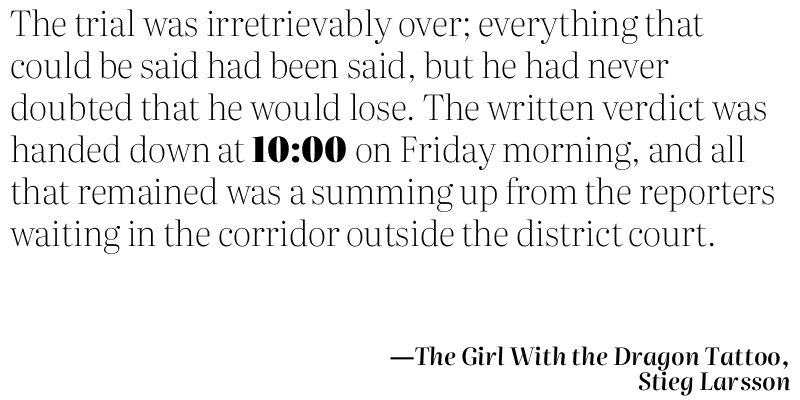 The trial was irretrievably over; everything that
could be said had been said, but he had never
doubted that he would lose. The written verdict was
handed down at 10:00 on Friday morning, and all
that remained was a summing up from the reporters
waiting in the corridor outside the district court.
—The Girl With the Dragon Tattoo,
Stieg Larsson